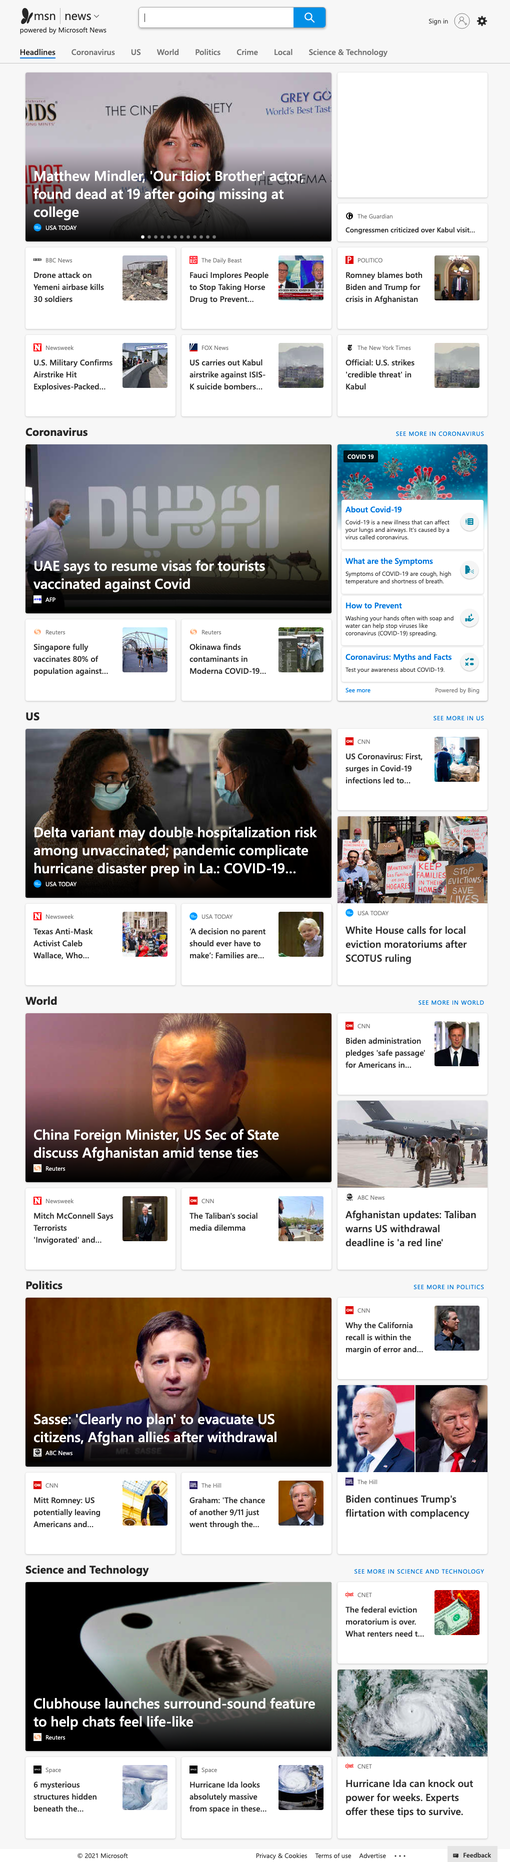 msn | news
powered by Microsoft News
Sign in
Headlines Coronavirus US World Politics Crime Local Science & Technology
THE CINE
ETY
GREY GO
World's Best Tast
CINEMA
Matthew Mindler, 'Our Idiot Brother' actor,
found dead at 19 after going missing at
college
USA TODAY
The Guardian
Congressmen criticized over Kabul visit...
BBC News
Drone attack on
Yemeni airbase kills
30 soldiers
The Daily Beast
Fauci Implores People
to Stop Taking Horse
Drug to Prevent...
POLITICO
Romney blames both
Biden and Trump for
crisis in Afghanistan
Newsweek
U.S. Military Confirms
Airstrike Hit
Explosives-Packed...
FOX News
US carries out Kabul
airstrike against ISIS-
K suicide bombers...
The New York Times
Official: U.S. strikes
'credible threat' in
Kabul
Coronavirus
SEE MORE IN CORONAVIRUS
DUBAI
UAE says to resume visas for tourists
vaccinated against Covid
AFP
COVID 19
About Covid-19
Covid-19 is a new illness that can affect
your lungs and airways. It's caused by a
virus called coronavirus.
What are the Symptoms
Symptoms of COVID-19 are cough, high
temperature and shortness of breath.
How to Prevent
Washing your hands often with soap and
water can help stop viruses like
coronavirus (COVID-19) spreading.
Coronavirus: Myths and Facts
Test your awareness about COVID-19.
See more
Powered by Bing
Reuters
Singapore fully
vaccinates 80% of
population against...
Reuters
Okinawa finds
contaminants in
Moderna COVID-19...
US
SEE MORE IN US
Delta variant may double hospitalization risk
among unvaccinated; pandemic complicate
hurricane disaster prep in La.: COVID-19...
USA TODAY
CNN
US Coronavirus: First,
surges in Covid-19
infections led to...
KEEP
FAMILIES
IN THEIR
HOMES
STOP
EVICTIONS
SAVE
LIVES
USA TODAY
White House calls for local
eviction moratoriums after
SCOTUS ruling
Newsweek
Texas Anti-Mask
Activist Caleb
Wallace, Who...
USA TODAY
'A decision no parent
should ever have to
make': Families are...
World
SEE MORE IN WORLD
China Foreign Minister, US Sec of State
discuss Afghanistan amid tense ties
Reuters
CNN
Biden administration
pledges 'safe passage'
for Americans in...
ABC News
Afghanistan updates: Taliban
warns US withdrawal
deadline is 'a red line'
Newsweek
Mitch McConnell Says
Terrorists
'Invigorated' and...
CNN
The Taliban's social
media dilemma
Politics
SEE MORE IN POLITICS
Sasse: 'Clearly no plan' to evacuate US
citizens, Afghan allies after withdrawal
ABC News
CNN
Why the California
recall is within the
margin of error and...
The Hill
Biden continues Trump's
flirtation with complacency
CNN
Mitt Romney: US
potentially leaving
Americans and...
The Hill
Graham: 'The chance
of another 9/11 just
went through the...
Science and Technology
SEE MORE IN SCIENCE AND TECHNOLOGY
Clubhouse launches surround-sound feature
to help chats feel life-like
Reuters
CNET
The federal eviction
moratorium is over.
What renters need t...
CNET
Hurricane Ida can knock out
power for weeks. Experts
offer these tips to survive.
Space
6 mysterious
structures hidden
beneath the...
Space
Hurricane Ida looks
absolutely massive
from space in these...
© 2021 Microsoft
Privacy & Cookies Terms of use Advertise ...
Feedback